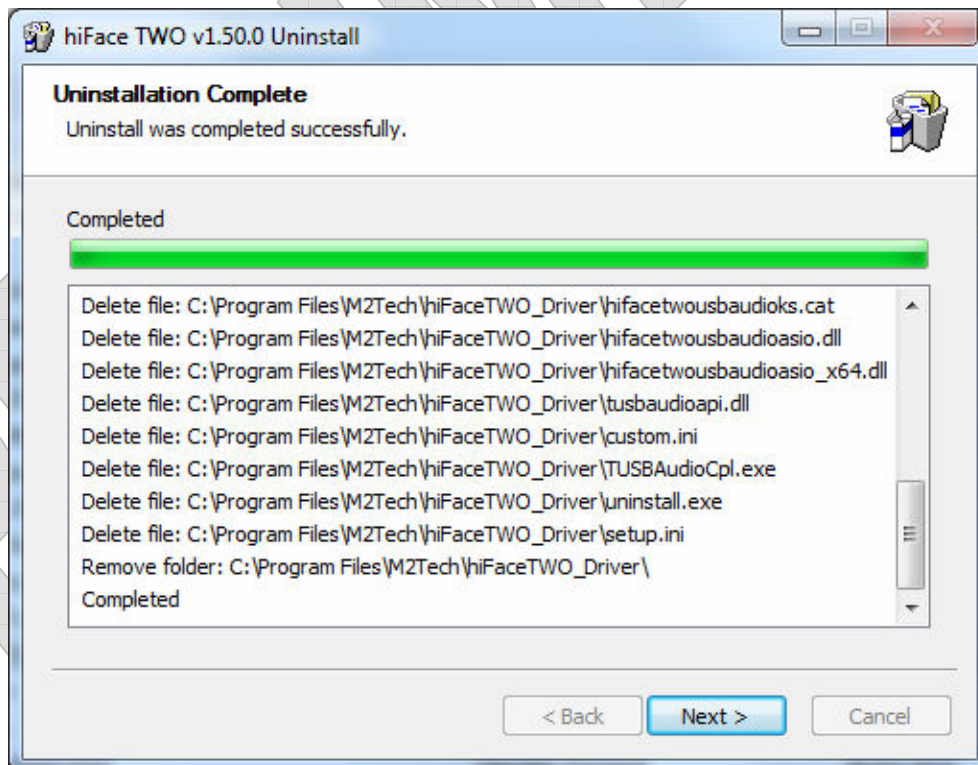 hiFace TWO v1.50.0 Uninstall
Uninstallation Complete
Uninstall was completed successfully.
Completed
Delete file: C:\Program Files\M2Tech\hiFaceTWO_Driver\hifacetwousbaudioks.cat
Delete file: C:\Program Files\M2Tech\hiFaceTWO_Driver\hifacetwousbaudioasio.dll
Delete file: C:\Program Files\M2Tech\hiFaceTWO_Driver\hifacetwousbaudioasio_x64.dll
Delete file: C:\Program Files\M2Tech\hiFaceTWO_Driver\tusbaudioapi.dll
Delete file: C:\Program Files\M2Tech\hiFaceTWO_Driver\custom.ini
Delete file: C:\Program Files\M2Tech\hiFaceTWO_Driver\TUSBAudioCpl.exe
Delete file: C:\Program Files\M2Tech\hiFaceTWO_Driver\uninstall.exe
Delete file: C:\Program Files\M2Tech\hiFaceTWO_Driver\setup.ini
Remove folder: C:\Program Files\M2Tech\hiFaceTWO_Driver\
Completed
< Back Next > Cancel